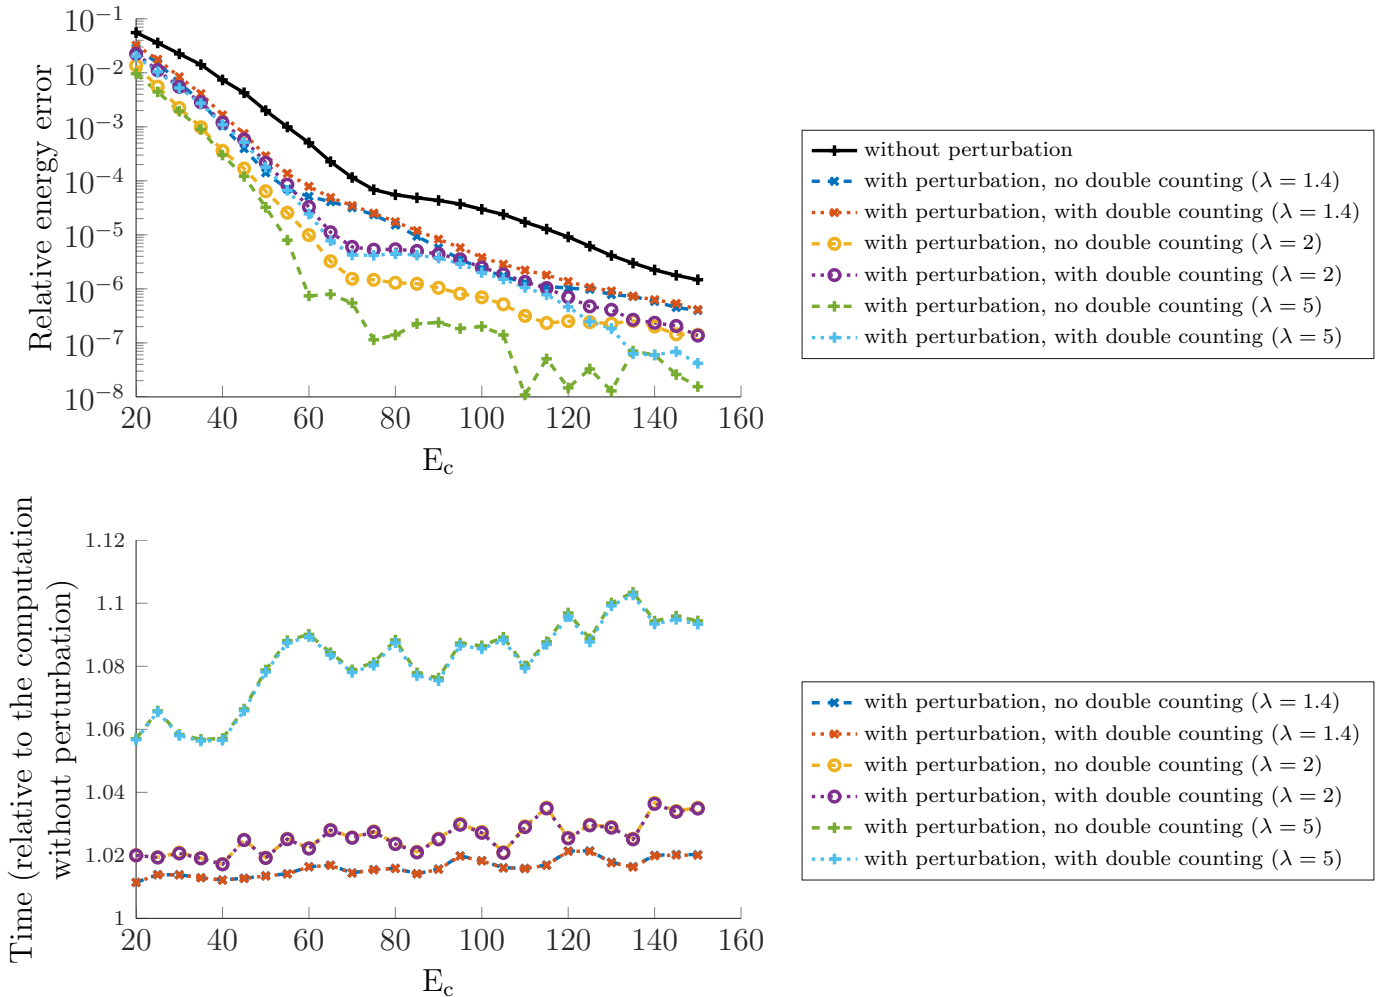 10−1
10−2
10−3
10−4
10−5
10−6
10−7
10−8
Relative energy error
20 40 60 80 100 120 140 160
Ec
without perturbation
with perturbation, no double counting (λ = 1.4)
with perturbation, with double counting (λ = 1.4)
with perturbation, no double counting (λ = 2)
with perturbation, with double counting (λ = 2)
with perturbation, no double counting (λ = 5)
with perturbation, with double counting (λ = 5)
Time (relative to the computation
without perturbation)
1.12
1.1
1.08
1.06
1.04
1.02
1
20 40 60 80 100 120 140 160
Ec
with perturbation, no double counting (λ = 1.4)
with perturbation, with double counting (λ = 1.4)
with perturbation, no double counting (λ = 2)
with perturbation, with double counting (λ = 2)
with perturbation, no double counting (λ = 5)
with perturbation, with double counting (λ = 5)